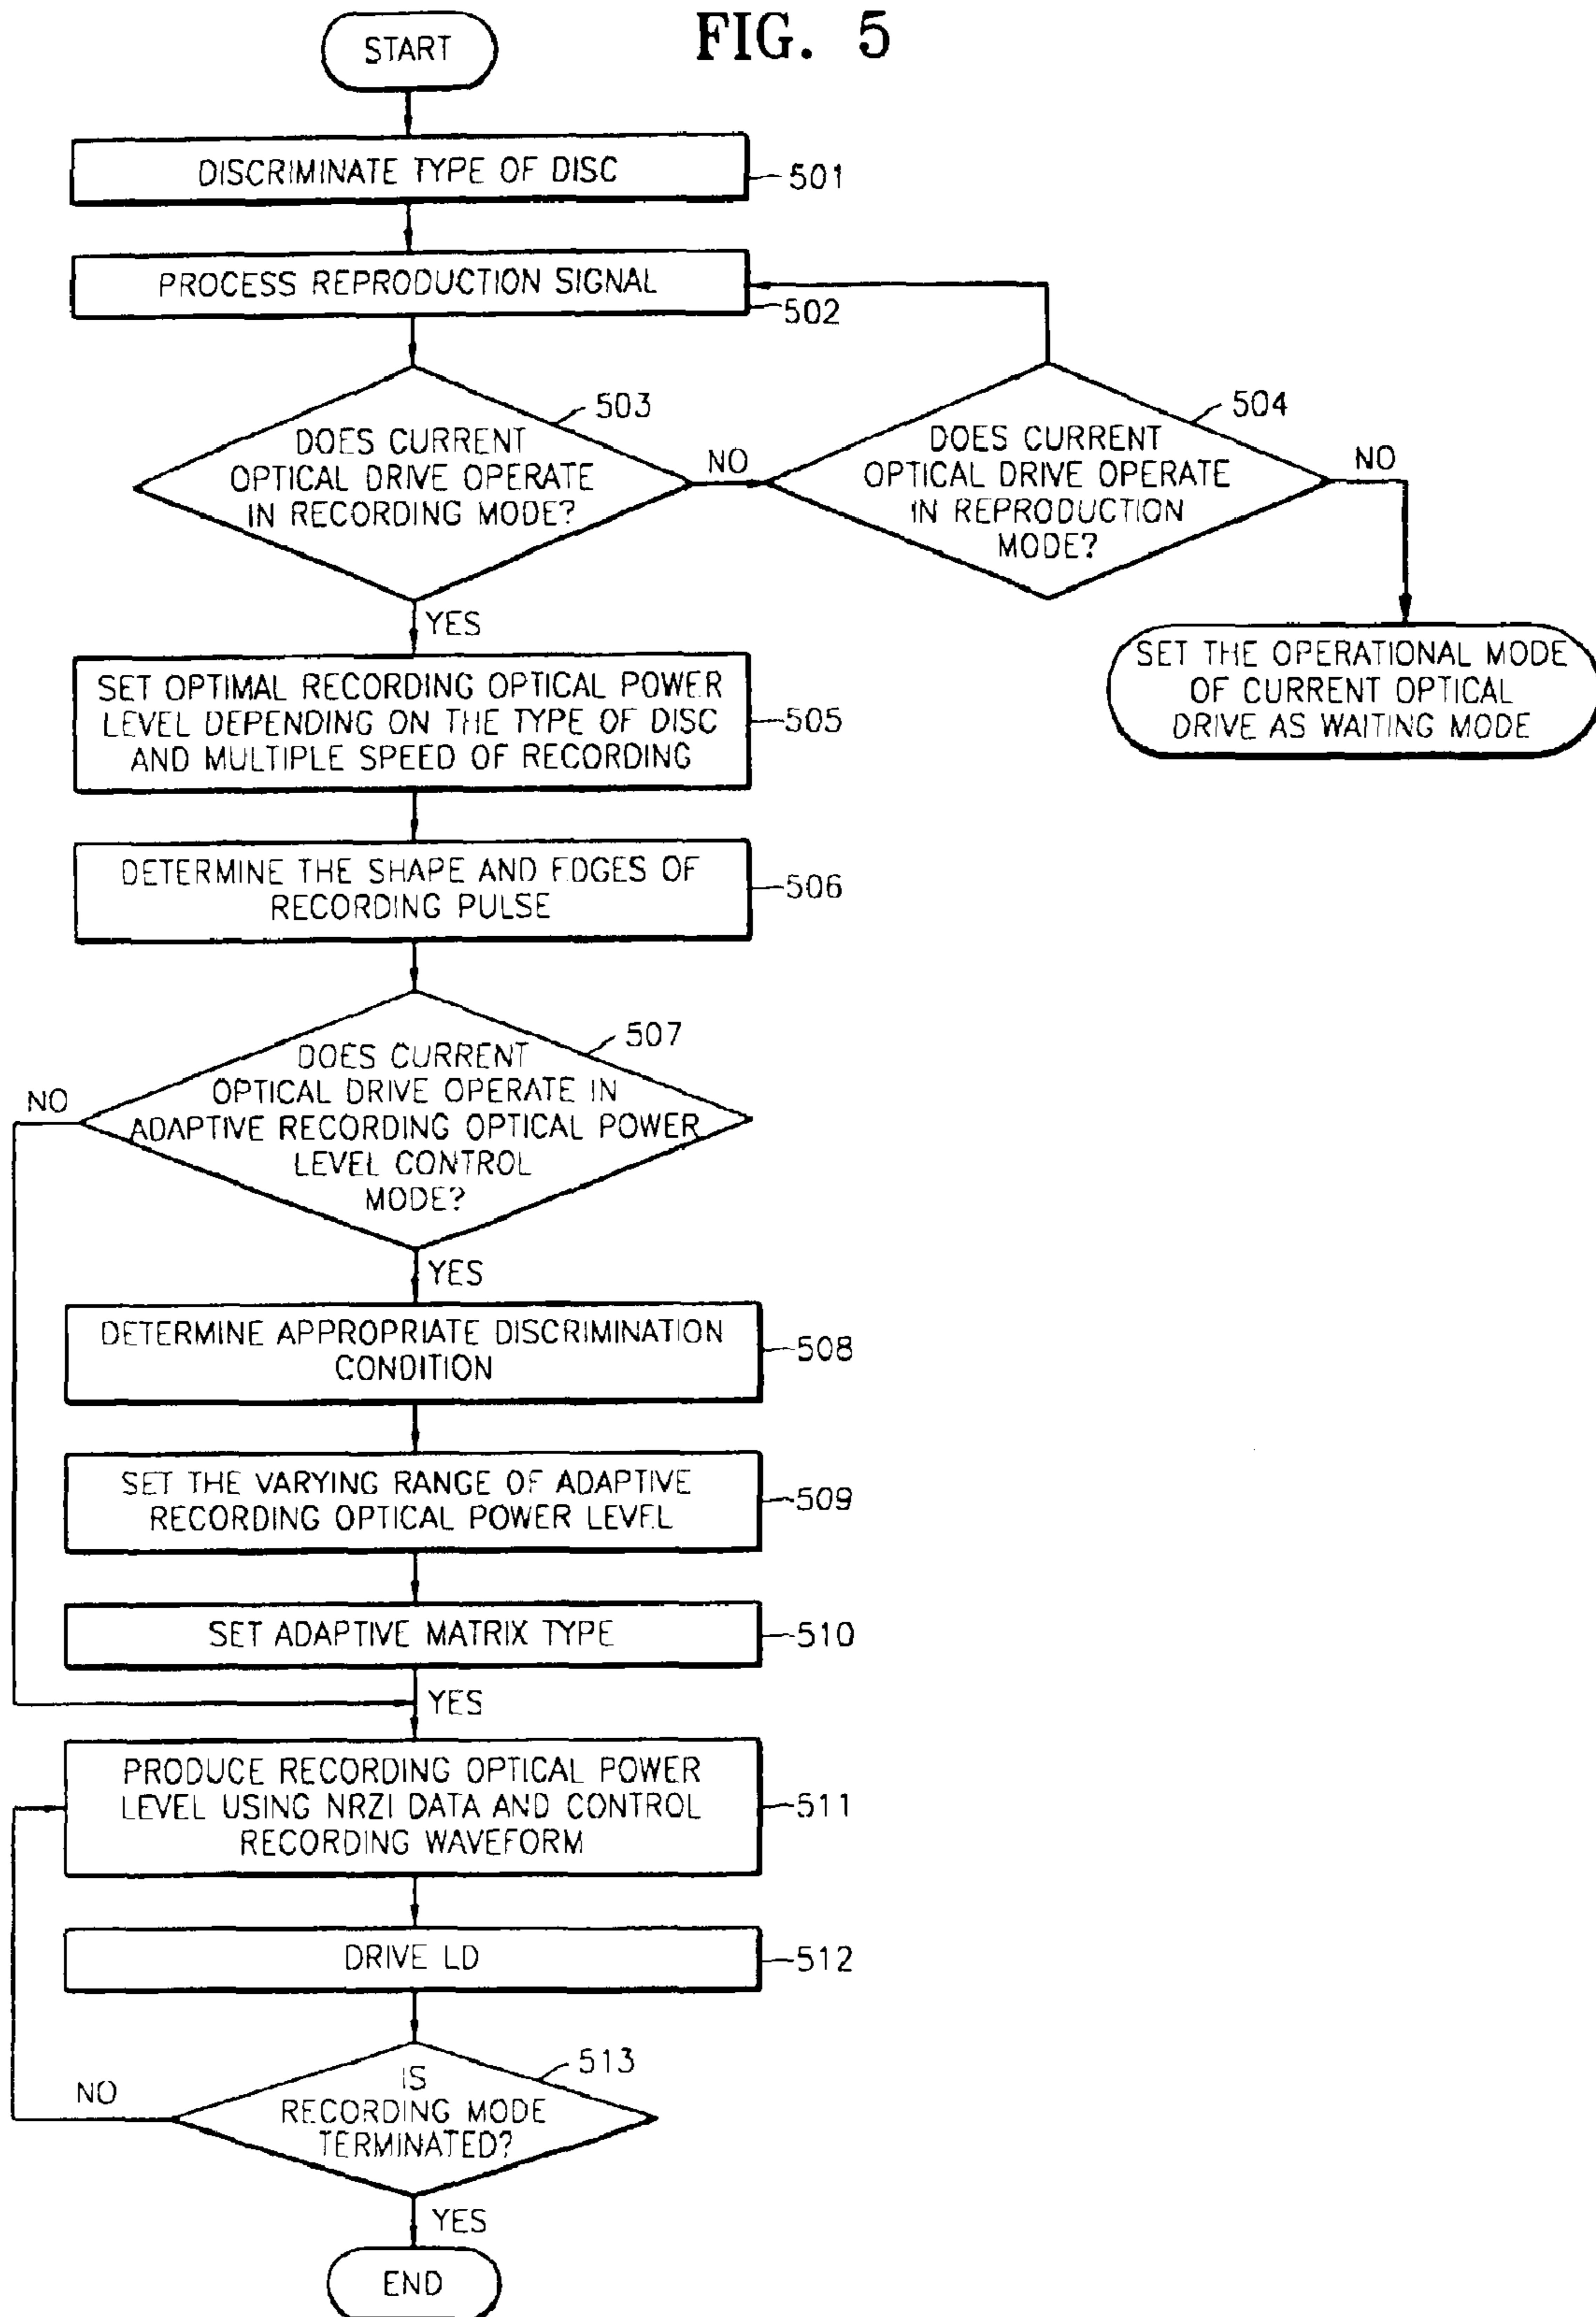 FIG. 5
START
DISCRIMINATE TYPE OF DISC
501
PROCESS REPRODUCTION SIGNAL
502
503
DOES CURRENT
OPTICAL DRIVE OPERATE
IN RECORDING MODE?
NO
504
DOES CURRENT
OPTICAL DRIVE OPERATE
IN REPRODUCTION
MODE?
NO
YES
SET THE OPERATIONAL MODE
OF CURRENT OPTICAL
DRIVE AS WAITING MODE
SET OPTIMAL RECORDING OPTICAL POWER
LEVEL DEPENDING ON THE TYPE OF DISC
AND MULTIPLE SPEED OF RECORDING
505
DETERMINE THE SHAPE AND EDGES OF
RECORDING PULSE
506
507
DOES CURRENT
OPTICAL DRIVE OPERATE IN
ADAPTIVE RECORDING OPTICAL POWER
LEVEL CONTROL
MODE?
NO
YES
DETERMINE APPROPRIATE DISCRIMINATION
CONDITION
508
SET THE VARYING RANGE OF ADAPTIVE
RECORDING OPTICAL POWER LEVEL
509
SET ADAPTIVE MATRIX TYPE
510
YES
PRODUCE RECORDING OPTICAL POWER
LEVEL USING NRZI DATA AND CONTROL
RECORDING WAVEFORM
511
DRIVE LD
512
513
IS
RECORDING MODE
TERMINATED?
NO
YES
END